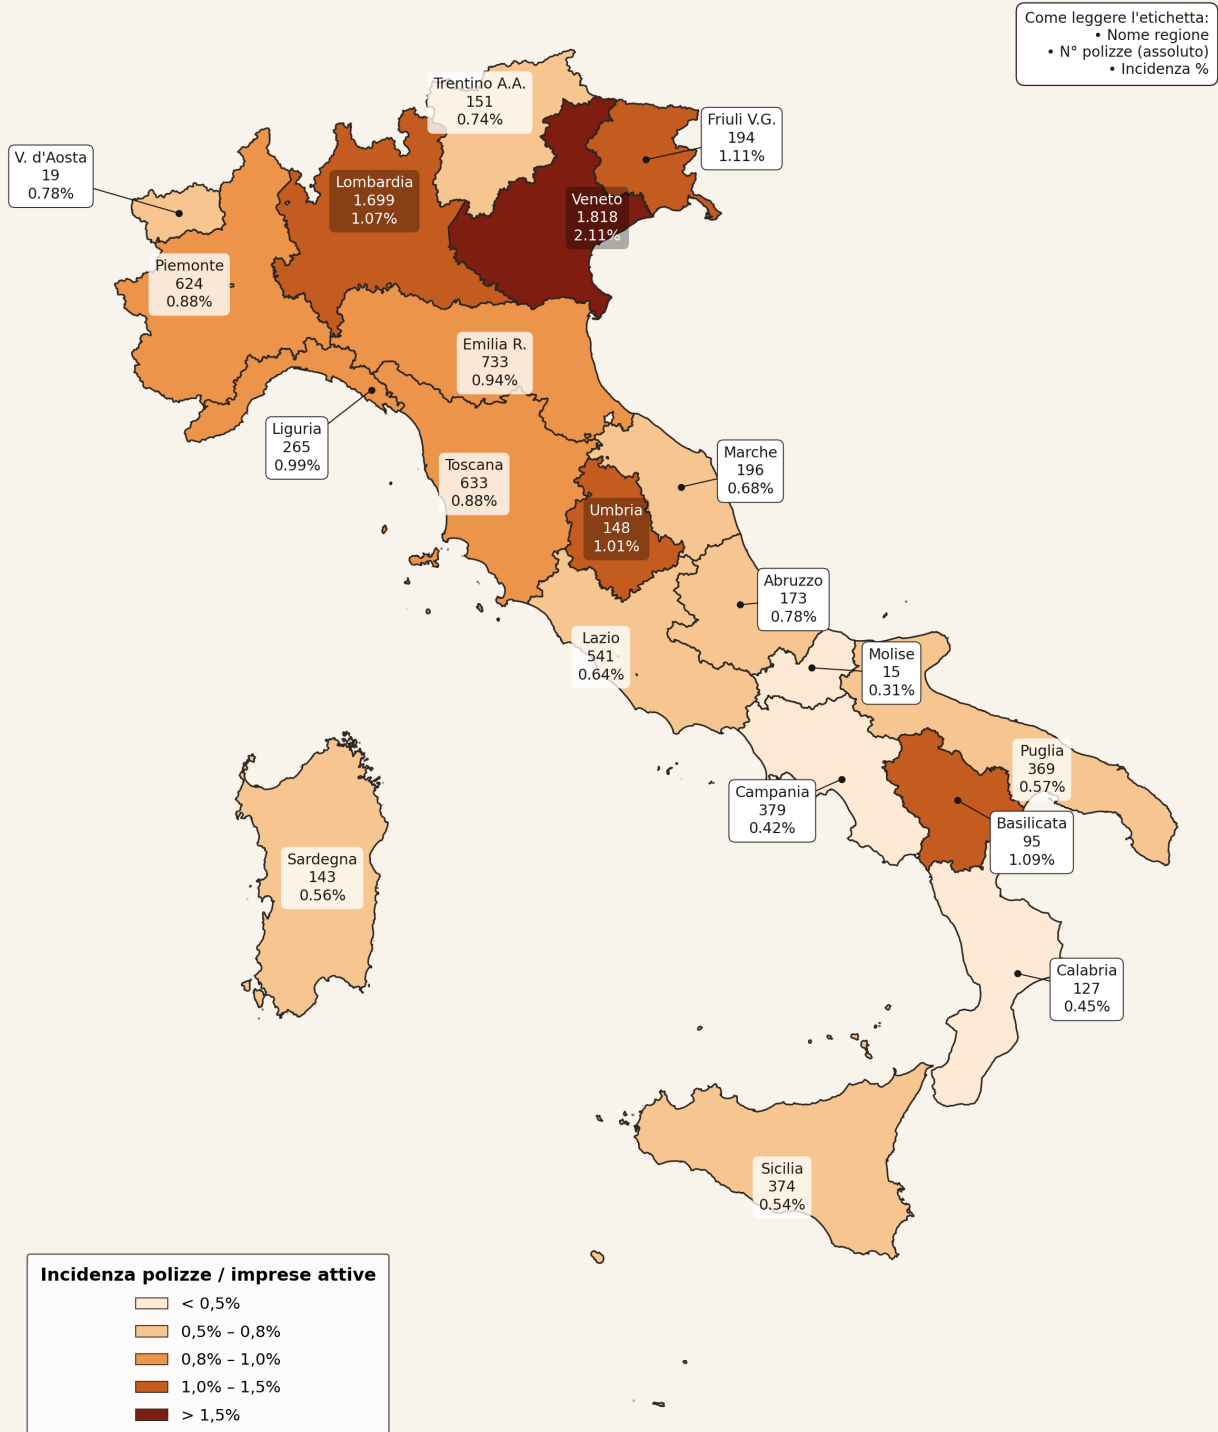 Come leggere l'etichetta:
• Nome regione
• N° polizze (assoluto)
• Incidenza %
Trentino A.A.
151
0.74%
Friuli V.G.
194
1.11%
V. d'Aosta
19
0.78%
Lombardia
1.699
1.07%
Veneto
1.818
2.11%
Piemonte
624
0.88%
Emilia R.
733
0.94%
Liguria
265
0.99%
Toscana
633
0.88%
Marche
196
0.68%
Umbria
148
1.01%
Abruzzo
173
0.78%
Lazio
541
0.64%
Molise
15
0.31%
Puglia
369
0.57%
Campania
379
0.42%
Basilicata
95
1.09%
Sardegna
143
0.56%
Calabria
127
0.45%
Sicilia
374
0.54%
Incidenza polizze / imprese attive
< 0,5%
0,5% – 0,8%
0,8% – 1,0%
1,0% – 1,5%
> 1,5%